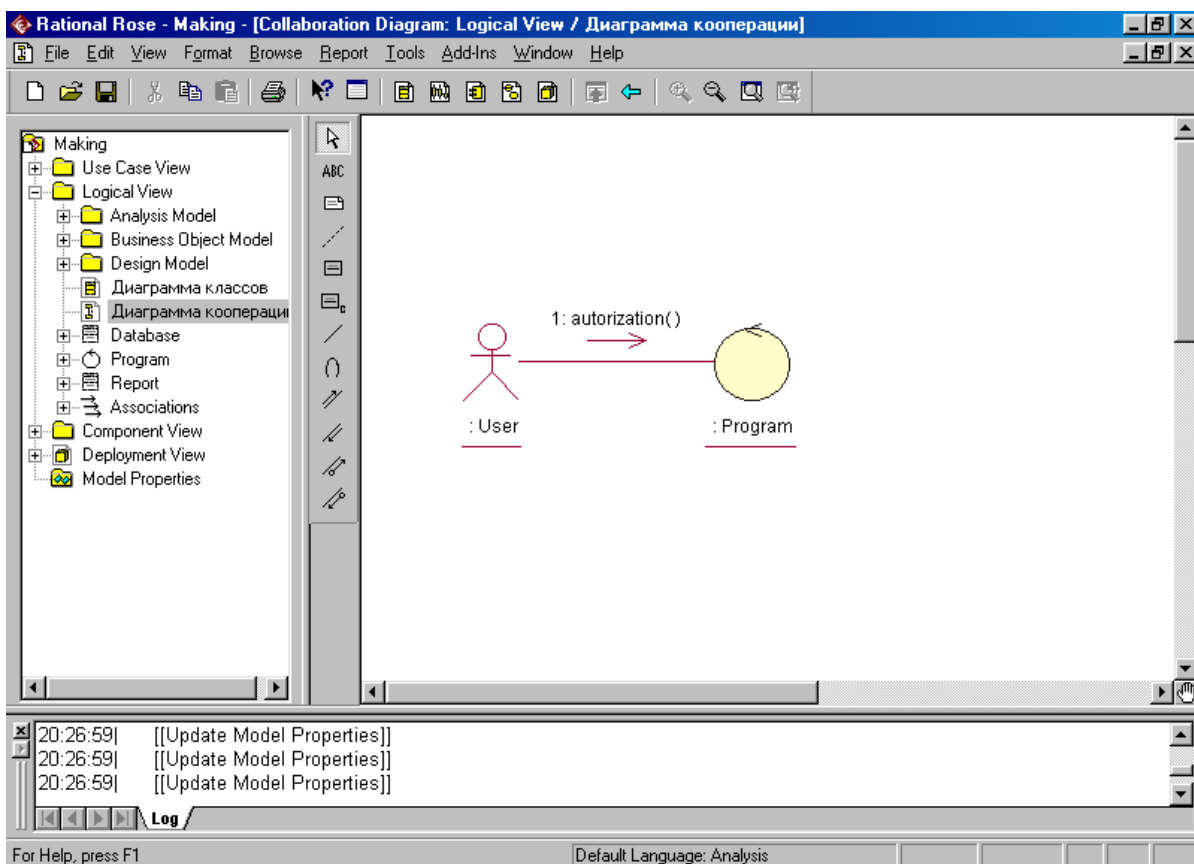 Rational Rose - Making - [Collaboration Diagram: Logical View / Диаграмма кооперации]
File Edit View Format Browse Report Tools Add-Ins Window Help
Making
Use Case View
Logical View
Analysis Model
Business Object Model
Design Model
Диаграмма классов
Диаграмма кооперации
Database
Program
Report
Associations
Component View
Deployment View
Model Properties
ABC
1: autorization( )
: User
: Program
20:26:59| [[Update Model Properties]]
20:26:59| [[Update Model Properties]]
20:26:59| [[Update Model Properties]]
Log
For Help, press F1
Default Language: Analysis